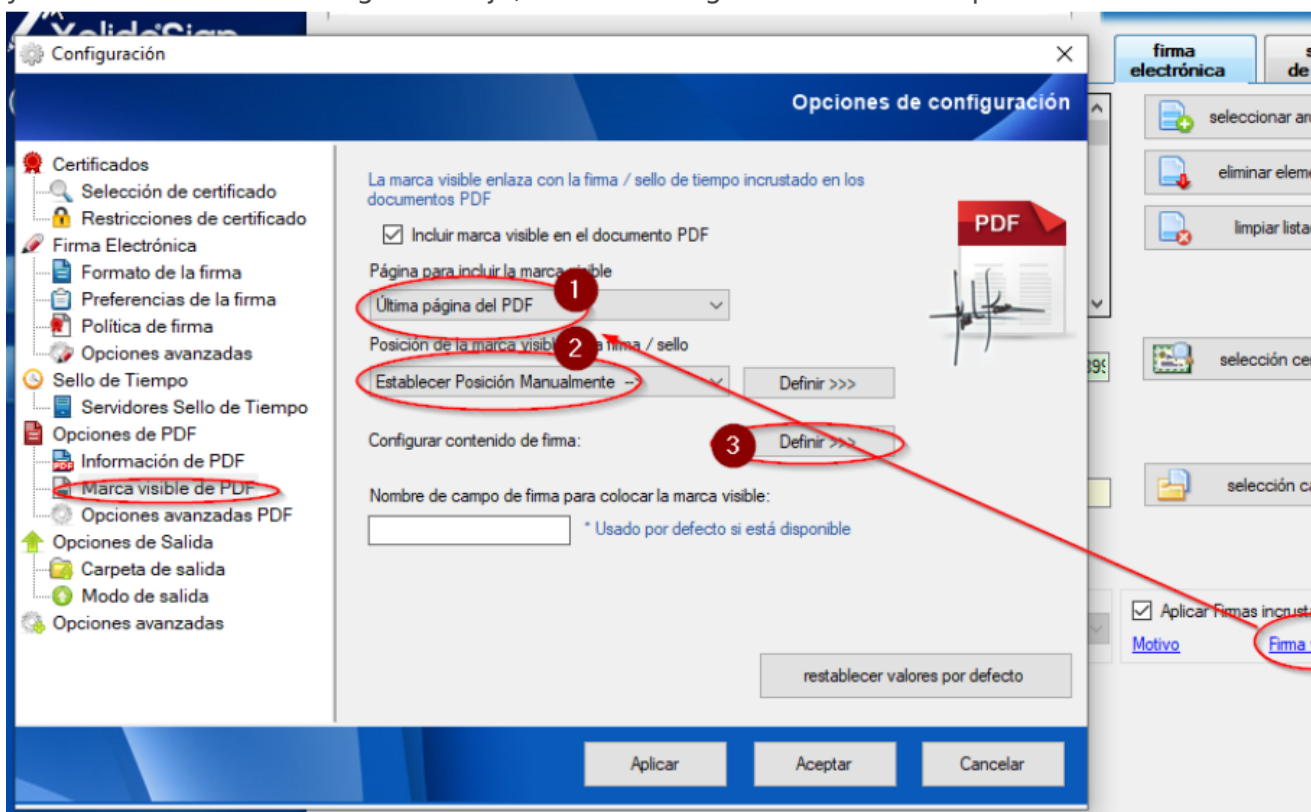 XolidoSign
Configuración
Opciones de configuración
Certificados
Selección de certificado
Restricciones de certificado
Firma Electrónica
Formato de la firma
Preferencias de la firma
Política de firma
Opciones avanzadas
Sello de Tiempo
Servidores Sello de Tiempo
Opciones de PDF
Información de PDF
Marca visible de PDF
Opciones avanzadas PDF
Opciones de Salida
Carpeta de salida
Modo de salida
Opciones avanzadas
La marca visible enlaza con la firma / sello de tiempo incrustado en los
documentos PDF
Incluir marca visible en el documento PDF
Página para incluir la marca visible
1
Última página del PDF
Posición de la marca visible firma / sello
2
Establecer Posición Manualmente --
Definir >>>
Configurar contenido de firma:
3
Definir >>>
Nombre de campo de firma para colocar la marca visible:
* Usado por defecto si está disponible
PDF
restablecer valores por defecto
Aplicar
Aceptar
Cancelar
firma
electrónica
de
seleccionar
eliminar
limpiar
selección
selección
Aplicar Firmas
Motivo
Firma